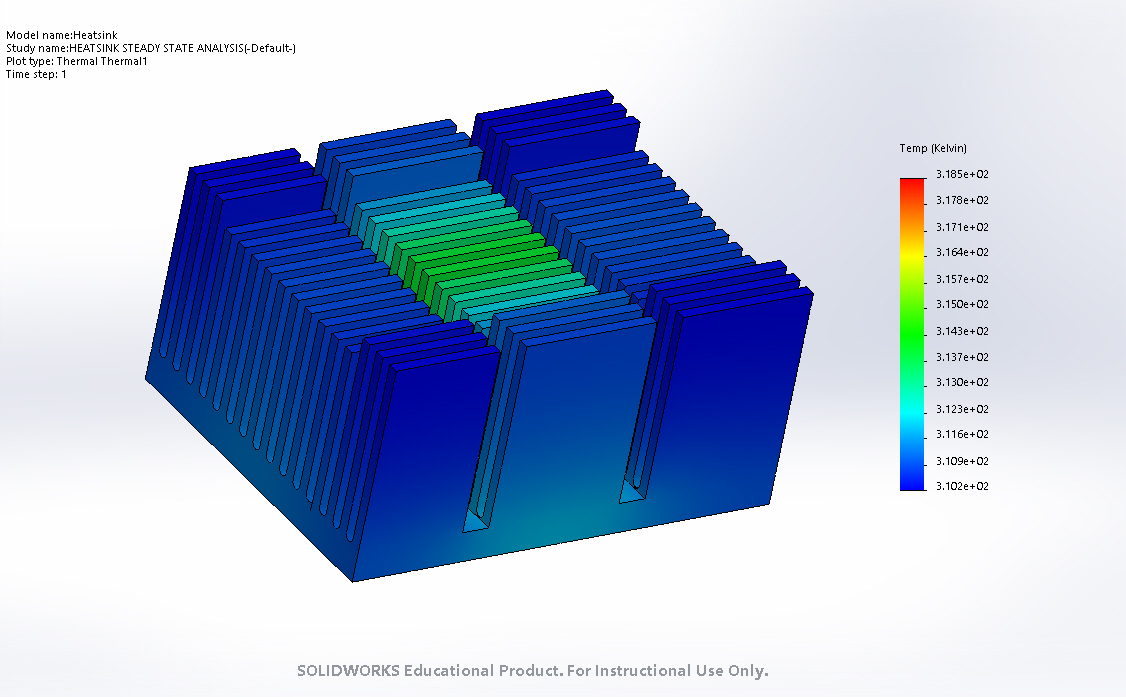 Model name:Heatsink
Study name:HEATSINK STEADY STATE ANALYSIS(-Default-)
Plot type: Thermal Thermal1
Time step: 1
Temp (Kelvin)
3.185e+02
3.178e+02
3.171e+02
3.164e+02
3.157e+02
3.150e+02
3.143e+02
3.137e+02
3.130e+02
3.123e+02
3.116e+02
3.109e+02
3.102e+02
SOLIDWORKS Educational Product. For Instructional Use Only.